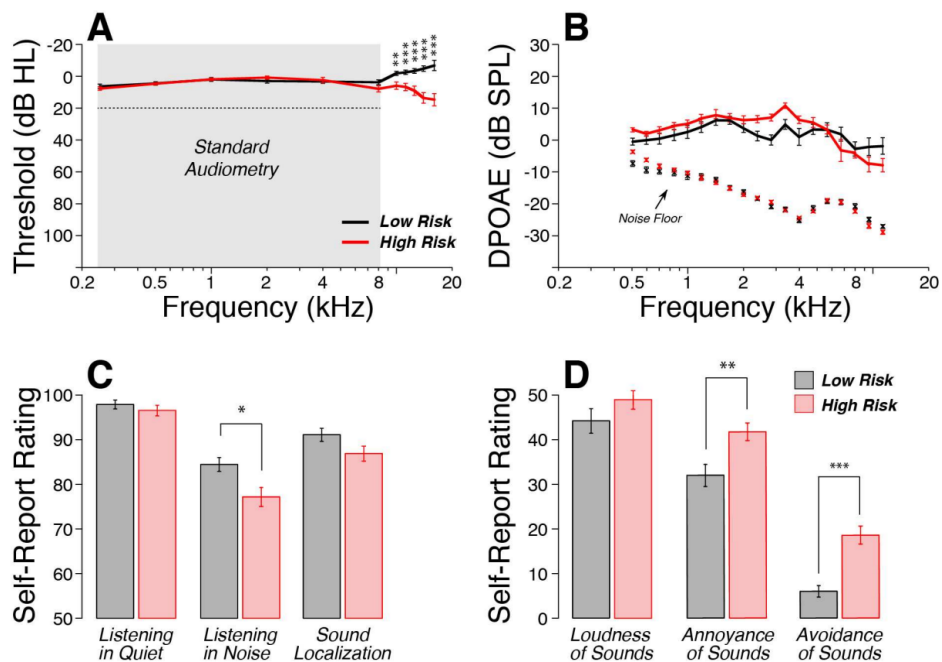 A
Threshold (dB HL)
-20
0
20
40
60
80
100
**
***
***
***
***
Standard
Audiometry
Low Risk
High Risk
0.2
0.5
1
2
4
8
20
Frequency (kHz)
B
DPOAE (dB SPL)
30
20
10
0
-10
-20
-30
Noise Floor
0.2
0.5
1
2
4
8
20
Frequency (kHz)
C
Self-Report Rating
100
90
80
70
60
50
*
Listening
in Quiet
Listening
in Noise
Sound
Localization
D
Self-Report Rating
50
40
30
20
10
0
**
***
Low Risk
High Risk
Loudness
of Sounds
Annoyance
of Sounds
Avoidance
of Sounds